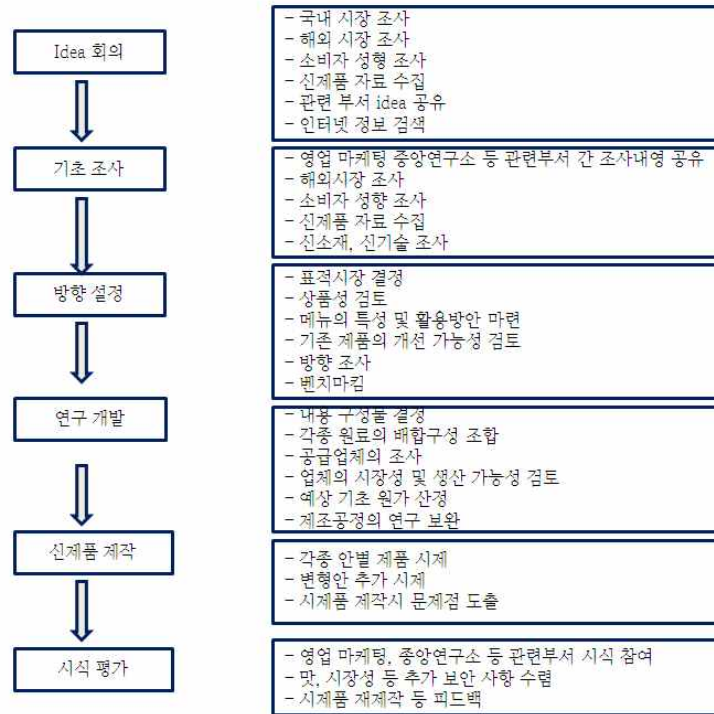 Idea 회의
- 국내 시장 조사
- 해외 시장 조사
- 소비자 성형 조사
- 신제품 자료 수집
- 관련 부서 idea 공유
- 인터넷 정보 검색
기초 조사
- 영업 마케팅 중앙연구소 등 관련부서 간 조사내영 공유
- 해외시장 조사
- 소비자 성향 조사
- 신제품 자료 수집
- 신소재, 신기술 조사
방향 설정
- 표적시장 결정
- 상품성 검토
- 메뉴의 특성 및 활용방안 마련
- 기존 제품의 개선 가능성 검토
- 방향 조사
- 벤치마킹
연구 개발
- 내용 구성물 결정
- 각종 원료의 배합구성 조합
- 공급업체의 조사
- 업체의 시장성 및 생산 가능성 검토
- 예상 기초 원가 산정
- 제조공정의 연구 보완
신제품 제작
- 각종 안별 제품 시제
- 변형안 추가 시제
- 시제품 제작시 문제점 도출
시식 평가
- 영업 마케팅, 중앙연구소 등 관련부서 시식 참여
- 맛, 시장성 등 추가 보안 사항 수렴
- 시제품 재제작 등 피드백